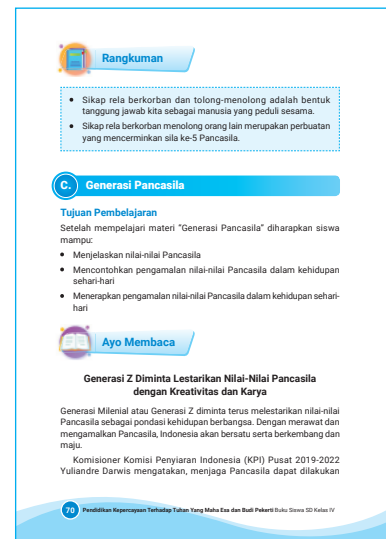 Rangkuman
• Sikap rela berkorban dan tolong-menolong adalah bentuk
tanggung jawab kita sebagai manusia yang peduli sesama.
• Sikap rela berkorban menolong orang lain merupakan perbuatan
yang mencerminkan sila ke-5 Pancasila.
C. Generasi Pancasila
Tujuan Pembelajaran
Setelah mempelajari materi “Generasi Pancasila” diharapkan siswa
mampu:
• Menjelaskan nilai-nilai Pancasila
• Mencontohkan pengamalan nilai-nilai Pancasila dalam kehidupan
sehari-hari
• Menerapkan pengamalan nilai-nilai Pancasila dalam kehidupan sehari-
hari
Ayo Membaca
Generasi Z Diminta Lestarikan Nilai-Nilai Pancasila
dengan Kreativitas dan Karya
Generasi Milenial atau Generasi Z diminta terus melestarikan nilai-nilai
Pancasila sebagai pondasi kehidupan berbangsa. Dengan merawat dan
mengamalkan Pancasila, Indonesia akan bersatu serta berkembang dan
maju.
Komisioner Komisi Penyiaran Indonesia (KPI) Pusat 2019-2022
Yuliandre Darwis mengatakan, menjaga Pancasila dapat dilakukan
70 Pendidikan Kepercayaan Terhadap Tuhan Yang Maha Esa dan Budi Pekerti Buku Siswa SD Kelas IV